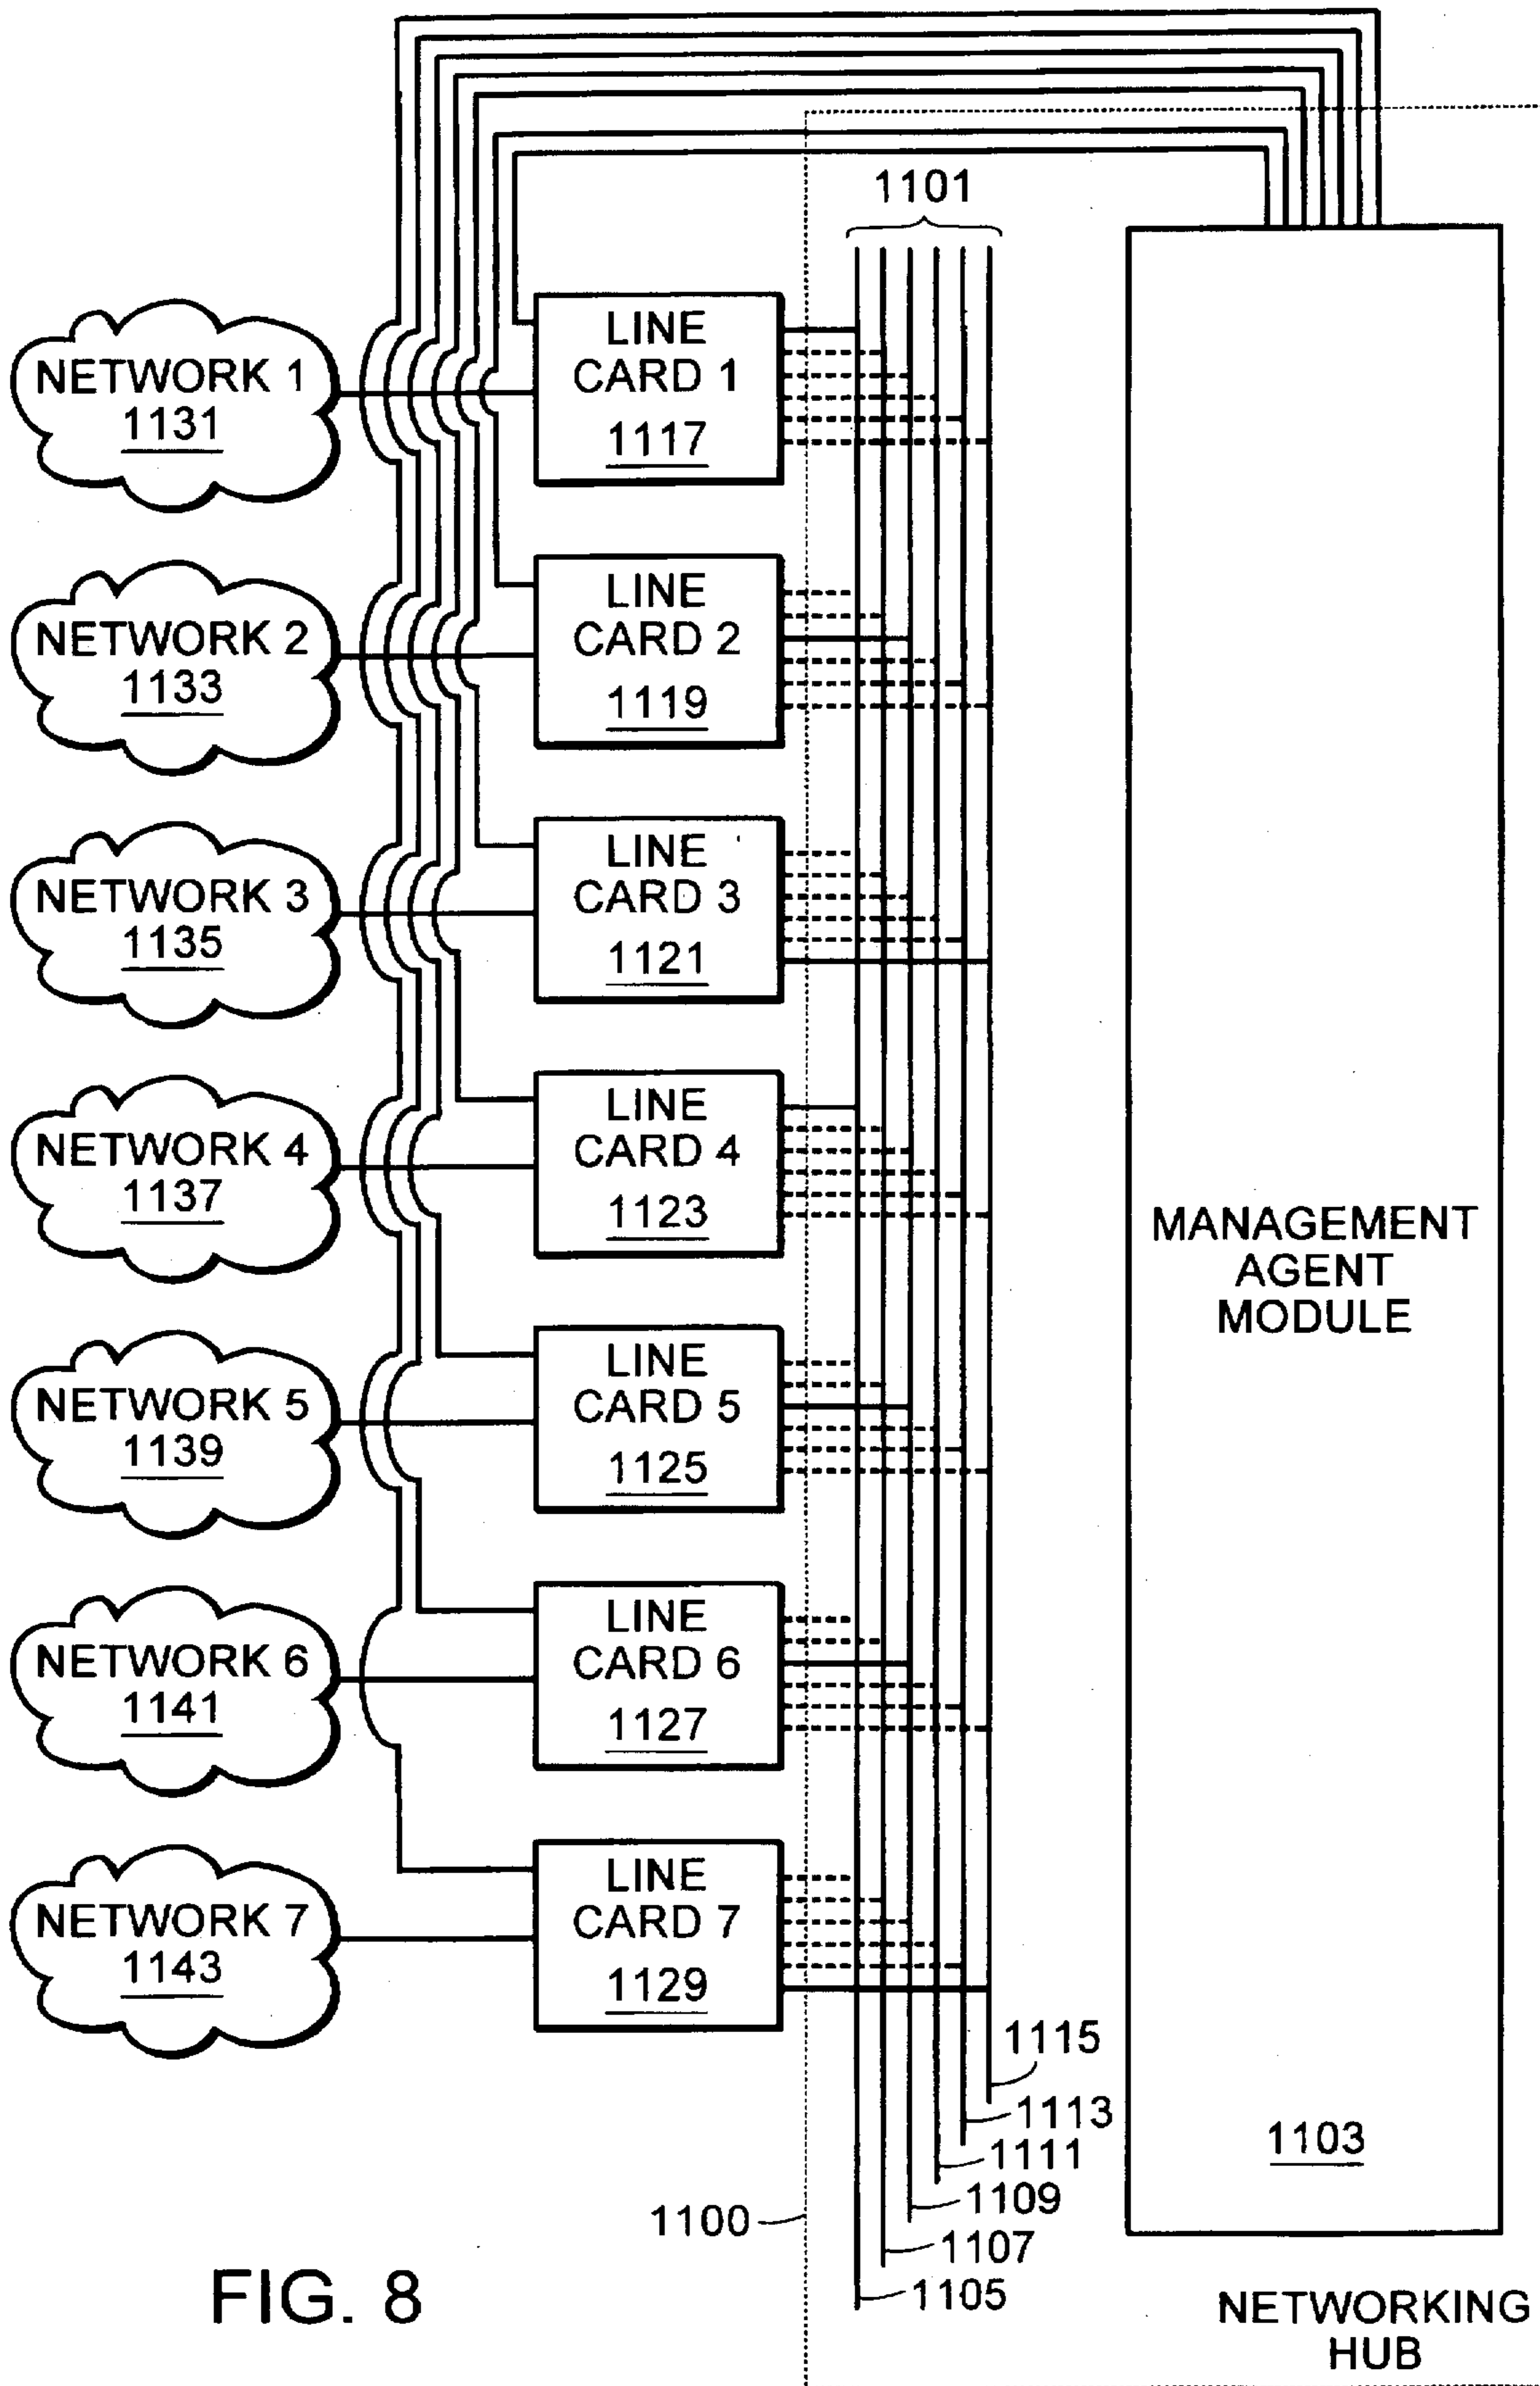 1101
NETWORK 1
1131
LINE
CARD 1
1117
NETWORK 2
1133
LINE
CARD 2
1119
NETWORK 3
1135
LINE
CARD 3
1121
NETWORK 4
1137
LINE
CARD 4
1123
MANAGEMENT
AGENT
MODULE
NETWORK 5
1139
LINE
CARD 5
1125
NETWORK 6
1141
LINE
CARD 6
1127
NETWORK 7
1143
LINE
CARD 7
1129
1115
1113
1111
1109
1107
1105
1100
1103
NETWORKING
HUB
FIG. 8